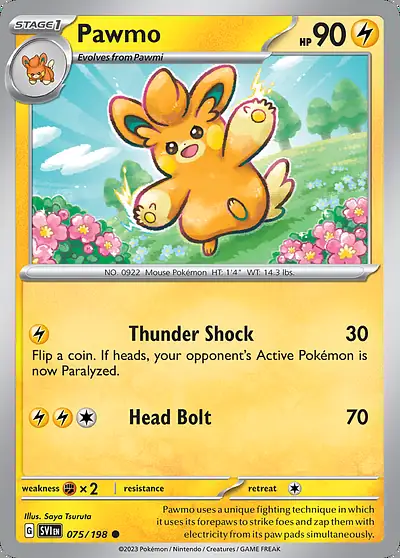 STAGE 1 Pawmo HP 90
Evolves from Pawmi
NO. 0922 Mouse Pokémon HT: 1'4" WT: 14.3 lbs.
Thunder Shock 30
Flip a coin. If heads, your opponent's Active Pokémon is
now Paralyzed.
Head Bolt 70
weakness × 2 resistance retreat
Illus. Saya Tsuruta
G SVI EN 075/198
Pawmo uses a unique fighting technique in which
it uses its forepaws to strike foes and zap them with
electricity from its paw pads simultaneously.
©2023 Pokémon / Nintendo / Creatures / GAME FREAK